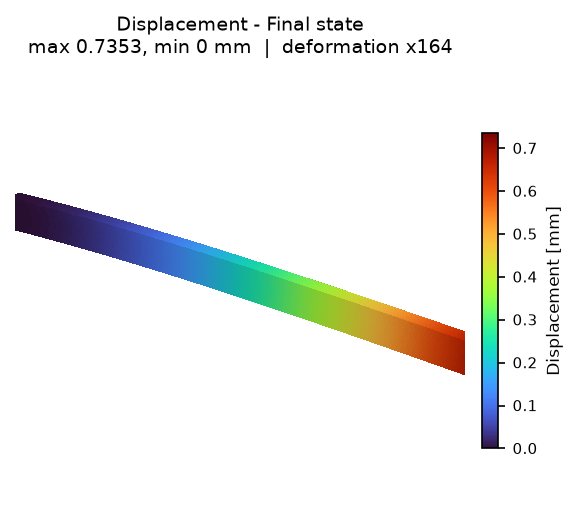 Displacement - Final state
max 0.7353, min 0 mm  |  deformation x164
0.7
0.6
0.5
0.4
0.3
0.2
0.1
0.0
Displacement [mm]